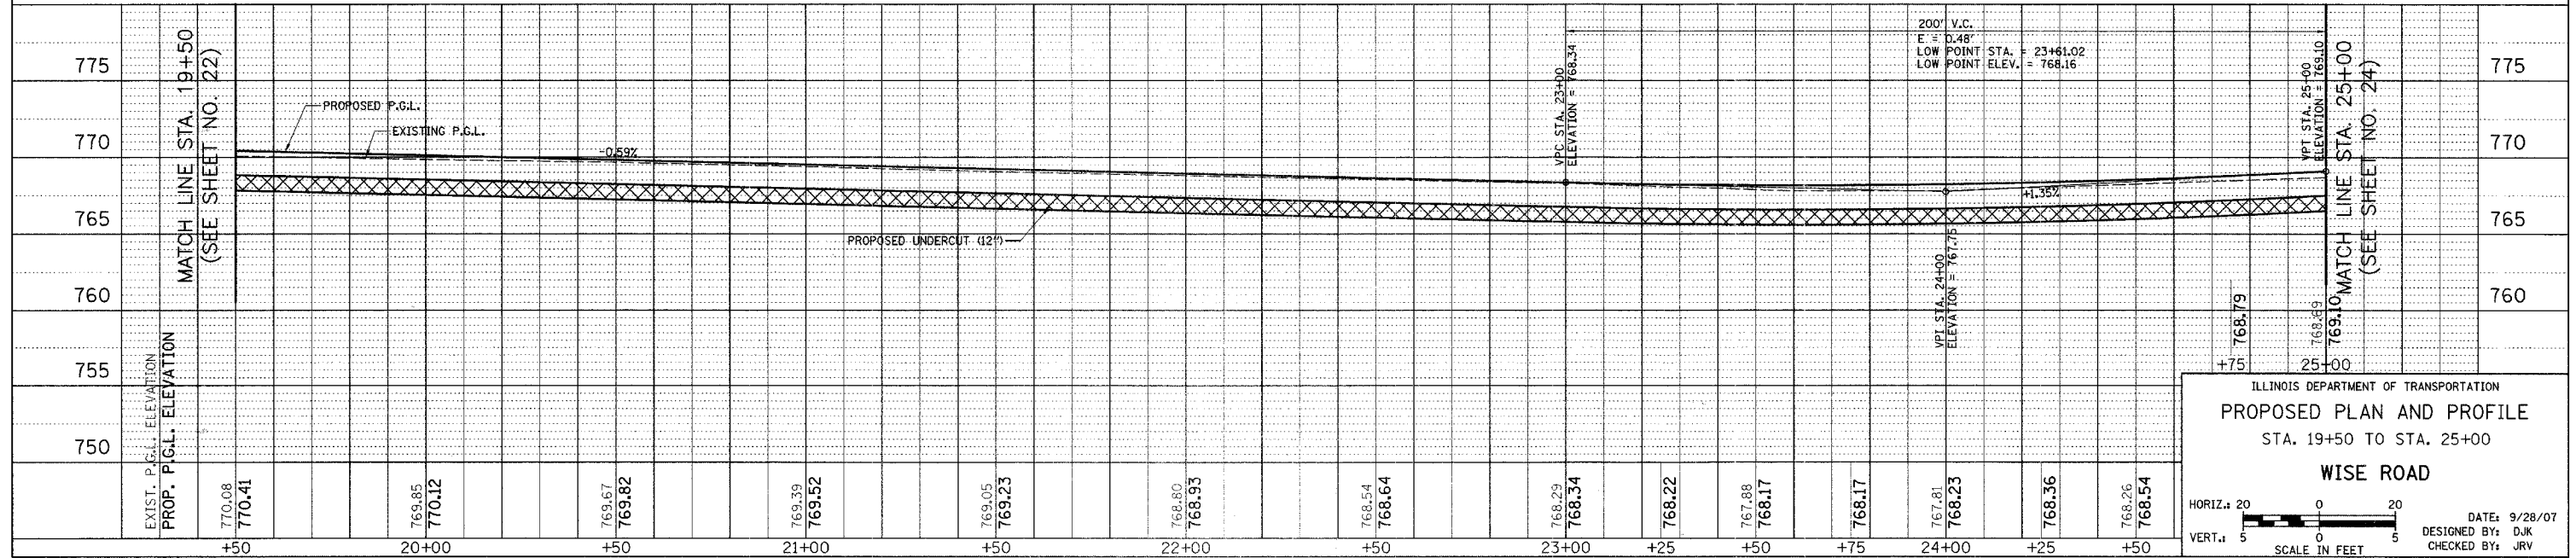 775
770
765
760
755
750
MATCH LINE STA. 19+50
(SEE SHEET NO. 22)
PROPOSED P.G.L.
EXISTING P.G.L.
-0.59%
PROPOSED UNDERCUT (12")
VPC STA. 23+00
ELEVATION = 768.34
200' V.C.
E = 0.48'
LOW POINT STA. = 23+61.02
LOW POINT ELEV. = 768.16
VPI STA. 24+00
ELEVATION = 767.75
+1.35%
VPT STA. 25+00
ELEVATION = 769.10
MATCH LINE STA. 25+00
(SEE SHEET NO. 24)
775
770
765
760
EXIST. P.G.L. ELEVATION
PROP. P.G.L. ELEVATION
770.08
770.41
769.85
770.12
769.67
769.82
769.39
769.52
769.05
769.23
768.80
768.93
768.54
768.64
768.29
768.34
768.22
767.88
768.17
768.17
767.81
768.23
768.36
768.26
768.54
768.79
768.69
769.10
+75
25+00
+50
20+00
+50
21+00
+50
22+00
+50
23+00
+25
+50
+75
24+00
+25
+50
ILLINOIS DEPARTMENT OF TRANSPORTATION
PROPOSED PLAN AND PROFILE
STA. 19+50 TO STA. 25+00
WISE ROAD
HORIZ.: 20 0 20
VERT.: 5 0 5
SCALE IN FEET
DATE: 9/28/07
DESIGNED BY: DJK
CHECKED BY: JRV